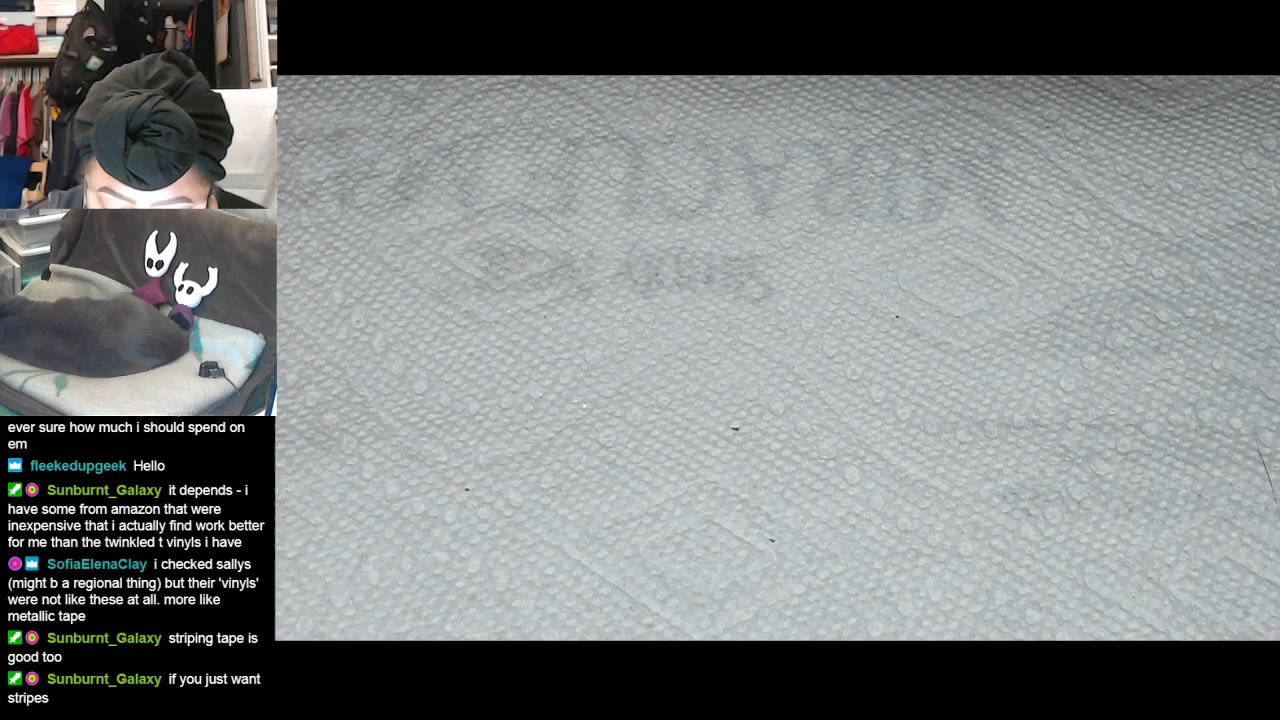 ever sure how much i should spend on
em
fleekedupgeek Hello
Sunburnt_Galaxy it depends - i
have some from amazon that were
inexpensive that i actually find work better
for me than the twinkled t vinyls i have
SofiaElenaClay i checked sallys
(might b a regional thing) but their 'vinyls'
were not like these at all. more like
metallic tape
Sunburnt_Galaxy striping tape is
good too
Sunburnt_Galaxy if you just want
stripes